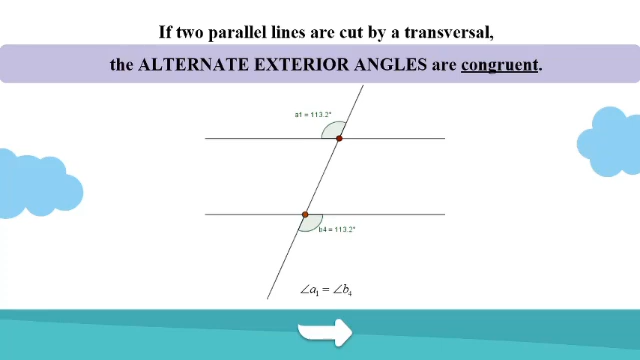 If two parallel lines are cut by a transversal,
the ALTERNATE EXTERIOR ANGLES are congruent.
a1 = 113.2°
b4 = 113.2°
∠a₁ = ∠b₄